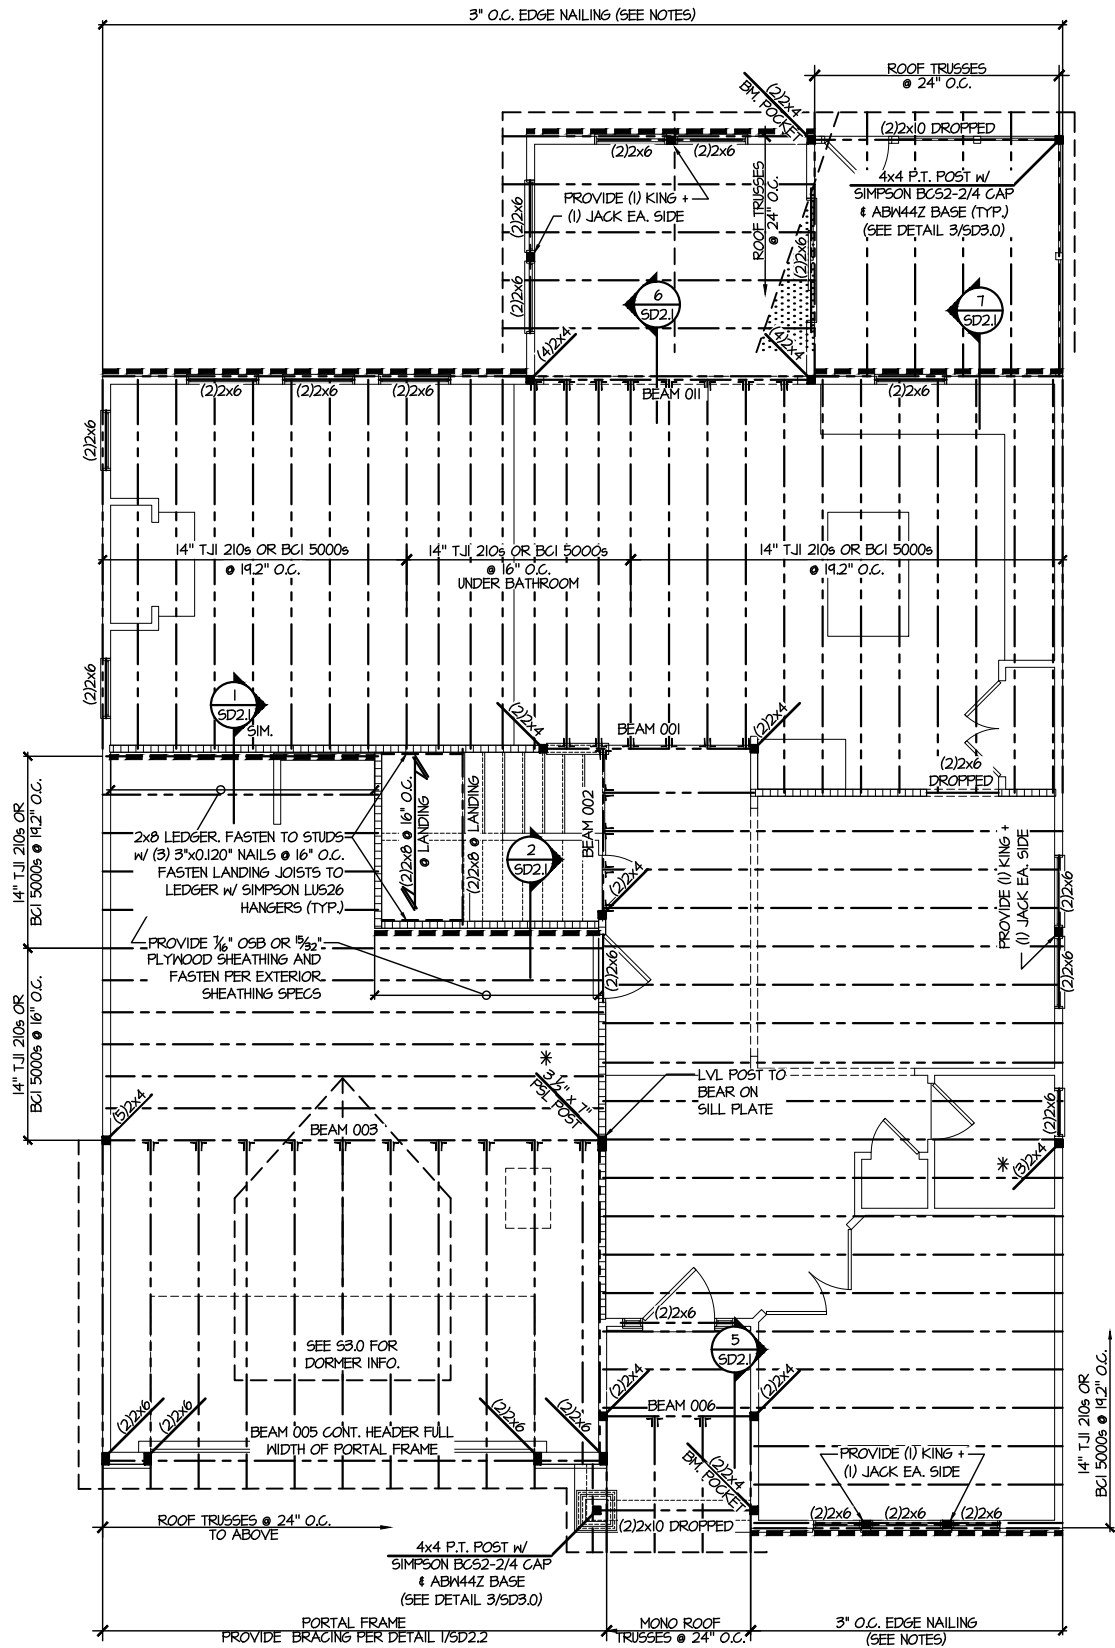 3" O.C. EDGE NAILING (SEE NOTES)
ROOF TRUSSES
@ 24" O.C.
(2)2x4
BM. POCKET
(2)2x10 DROPPED
(2)2x6
(2)2x6
4x4 P.T. POST W/
SIMPSON BCS2-2/4 CAP
& ABW44Z BASE (TYP.)
(SEE DETAIL 3/SD3.0)
PROVIDE (1) KING +
(1) JACK EA. SIDE
ROOF TRUSSES
@ 24" O.C.
(2)2x6
(2)2x6
(2)2x6
6
SD2.1
7
SD2.1
(4)2x4
(4)2x4
(2)2x6
(2)2x6
(2)2x6
BEAM 011
(2)2x6
(2)2x6
14" TJI 210s OR BCI 5000s
@ 19.2" O.C.
14" TJI 210s OR BCI 5000s
@ 16" O.C.
UNDER BATHROOM
14" TJI 210s OR BCI 5000s
@ 19.2" O.C.
(2)2x6
1
SD2.1
SIM.
(2)2x4
BEAM 001
(2)2x4
(2)2x6
DROPPED
14" TJI 210s OR
BCI 5000s @ 19.2" O.C.
2x8 LEDGER. FASTEN TO STUDS
W/ (3) 3"x0.120" NAILS @ 16" O.C.
FASTEN LANDING JOISTS TO
LEDGER W/ SIMPSON LUS26
HANGERS (TYP.)
(2)2x8 @ 16" O.C.
@ LANDING
(2)2x8 @ LANDING
2
SD2.1
BEAM 002
(2)2x4
PROVIDE (1) KING +
(1) JACK EA. SIDE
(2)2x6
(2)2x6
PROVIDE 7/16" OSB OR 15/32"
PLYWOOD SHEATHING AND
FASTEN PER EXTERIOR
SHEATHING SPECS
(2)2x6
14" TJI 210s OR
BCI 5000s @ 16" O.C.
* 3 1/2" x 7"
PSL POST
LVL POST TO
BEAR ON
SILL PLATE
(5)2x4
BEAM 003
(2)2x6
* (3)2x4
SEE S3.0 FOR
DORMER INFO.
(2)2x6
5
SD2.1
(2)2x4
BEAM 006
(2)2x4
(2)2x6
(2)2x6
(2)2x6
(2)2x6
BEAM 005 CONT. HEADER FULL
WIDTH OF PORTAL FRAME
(2)2x4
BM. POCKET
PROVIDE (1) KING +
(1) JACK EA. SIDE
14" TJI 210s OR
BCI 5000s @ 19.2" O.C.
(2)2x6
(2)2x6
(2)2x6
ROOF TRUSSES @ 24" O.C.
TO ABOVE
(2)2x10 DROPPED
4x4 P.T. POST W/
SIMPSON BCS2-2/4 CAP
& ABW44Z BASE
(SEE DETAIL 3/SD3.0)
PORTAL FRAME
PROVIDE BRACING PER DETAIL 1/SD2.2
MONO ROOF
TRUSSES @ 24" O.C.
3" O.C. EDGE NAILING
(SEE NOTES)